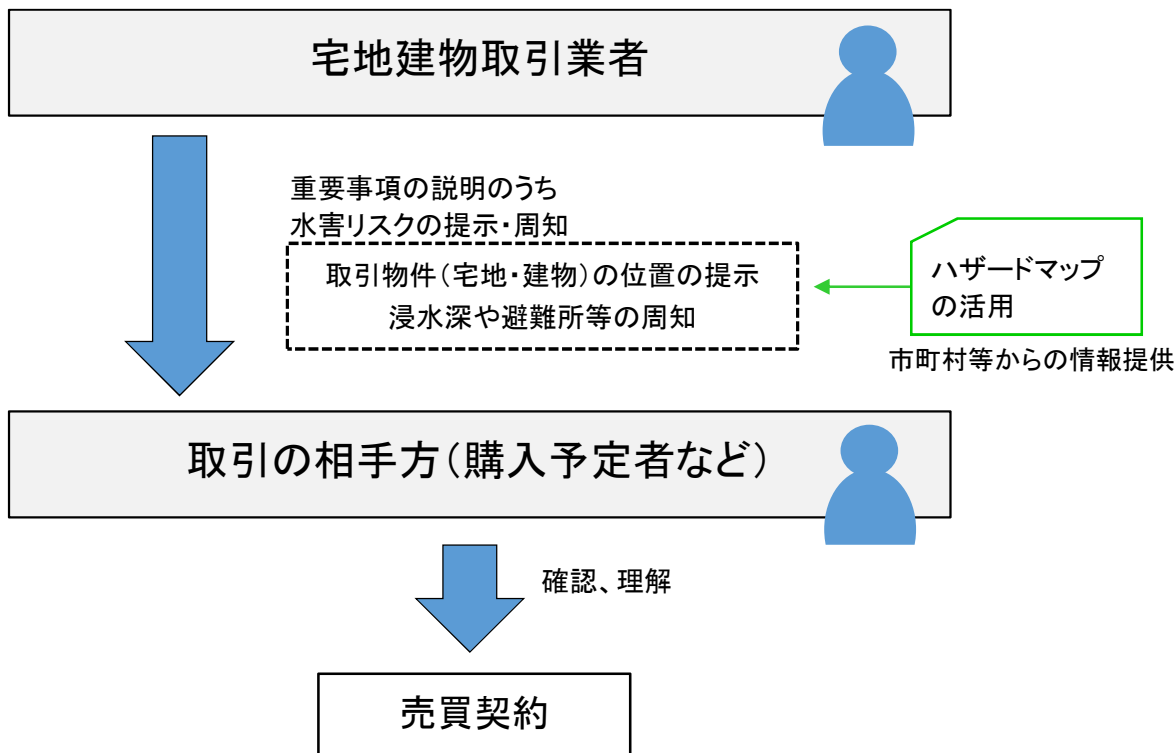 宅地建物取引業者
重要事項の説明のうち
水害リスクの提示・周知
取引物件(宅地・建物)の位置の提示
浸水深や避難所等の周知
ハザードマップ
の活用
市町村等からの情報提供
取引の相手方(購入予定者など)
確認、理解
売買契約